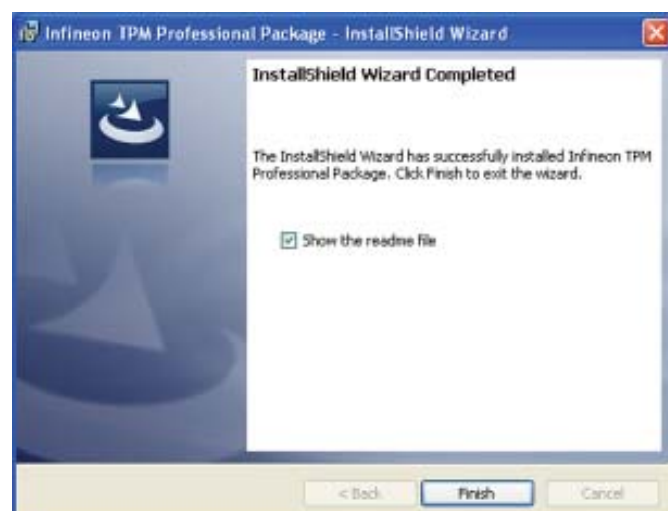 Infineon TPM Professional Package - InstallShield Wizard
InstallShield Wizard Completed
The InstallShield Wizard has successfully installed Infineon TPM
Professional Package. Click Finish to exit the wizard.
Show the readme file
< Back
Finish
Cancel